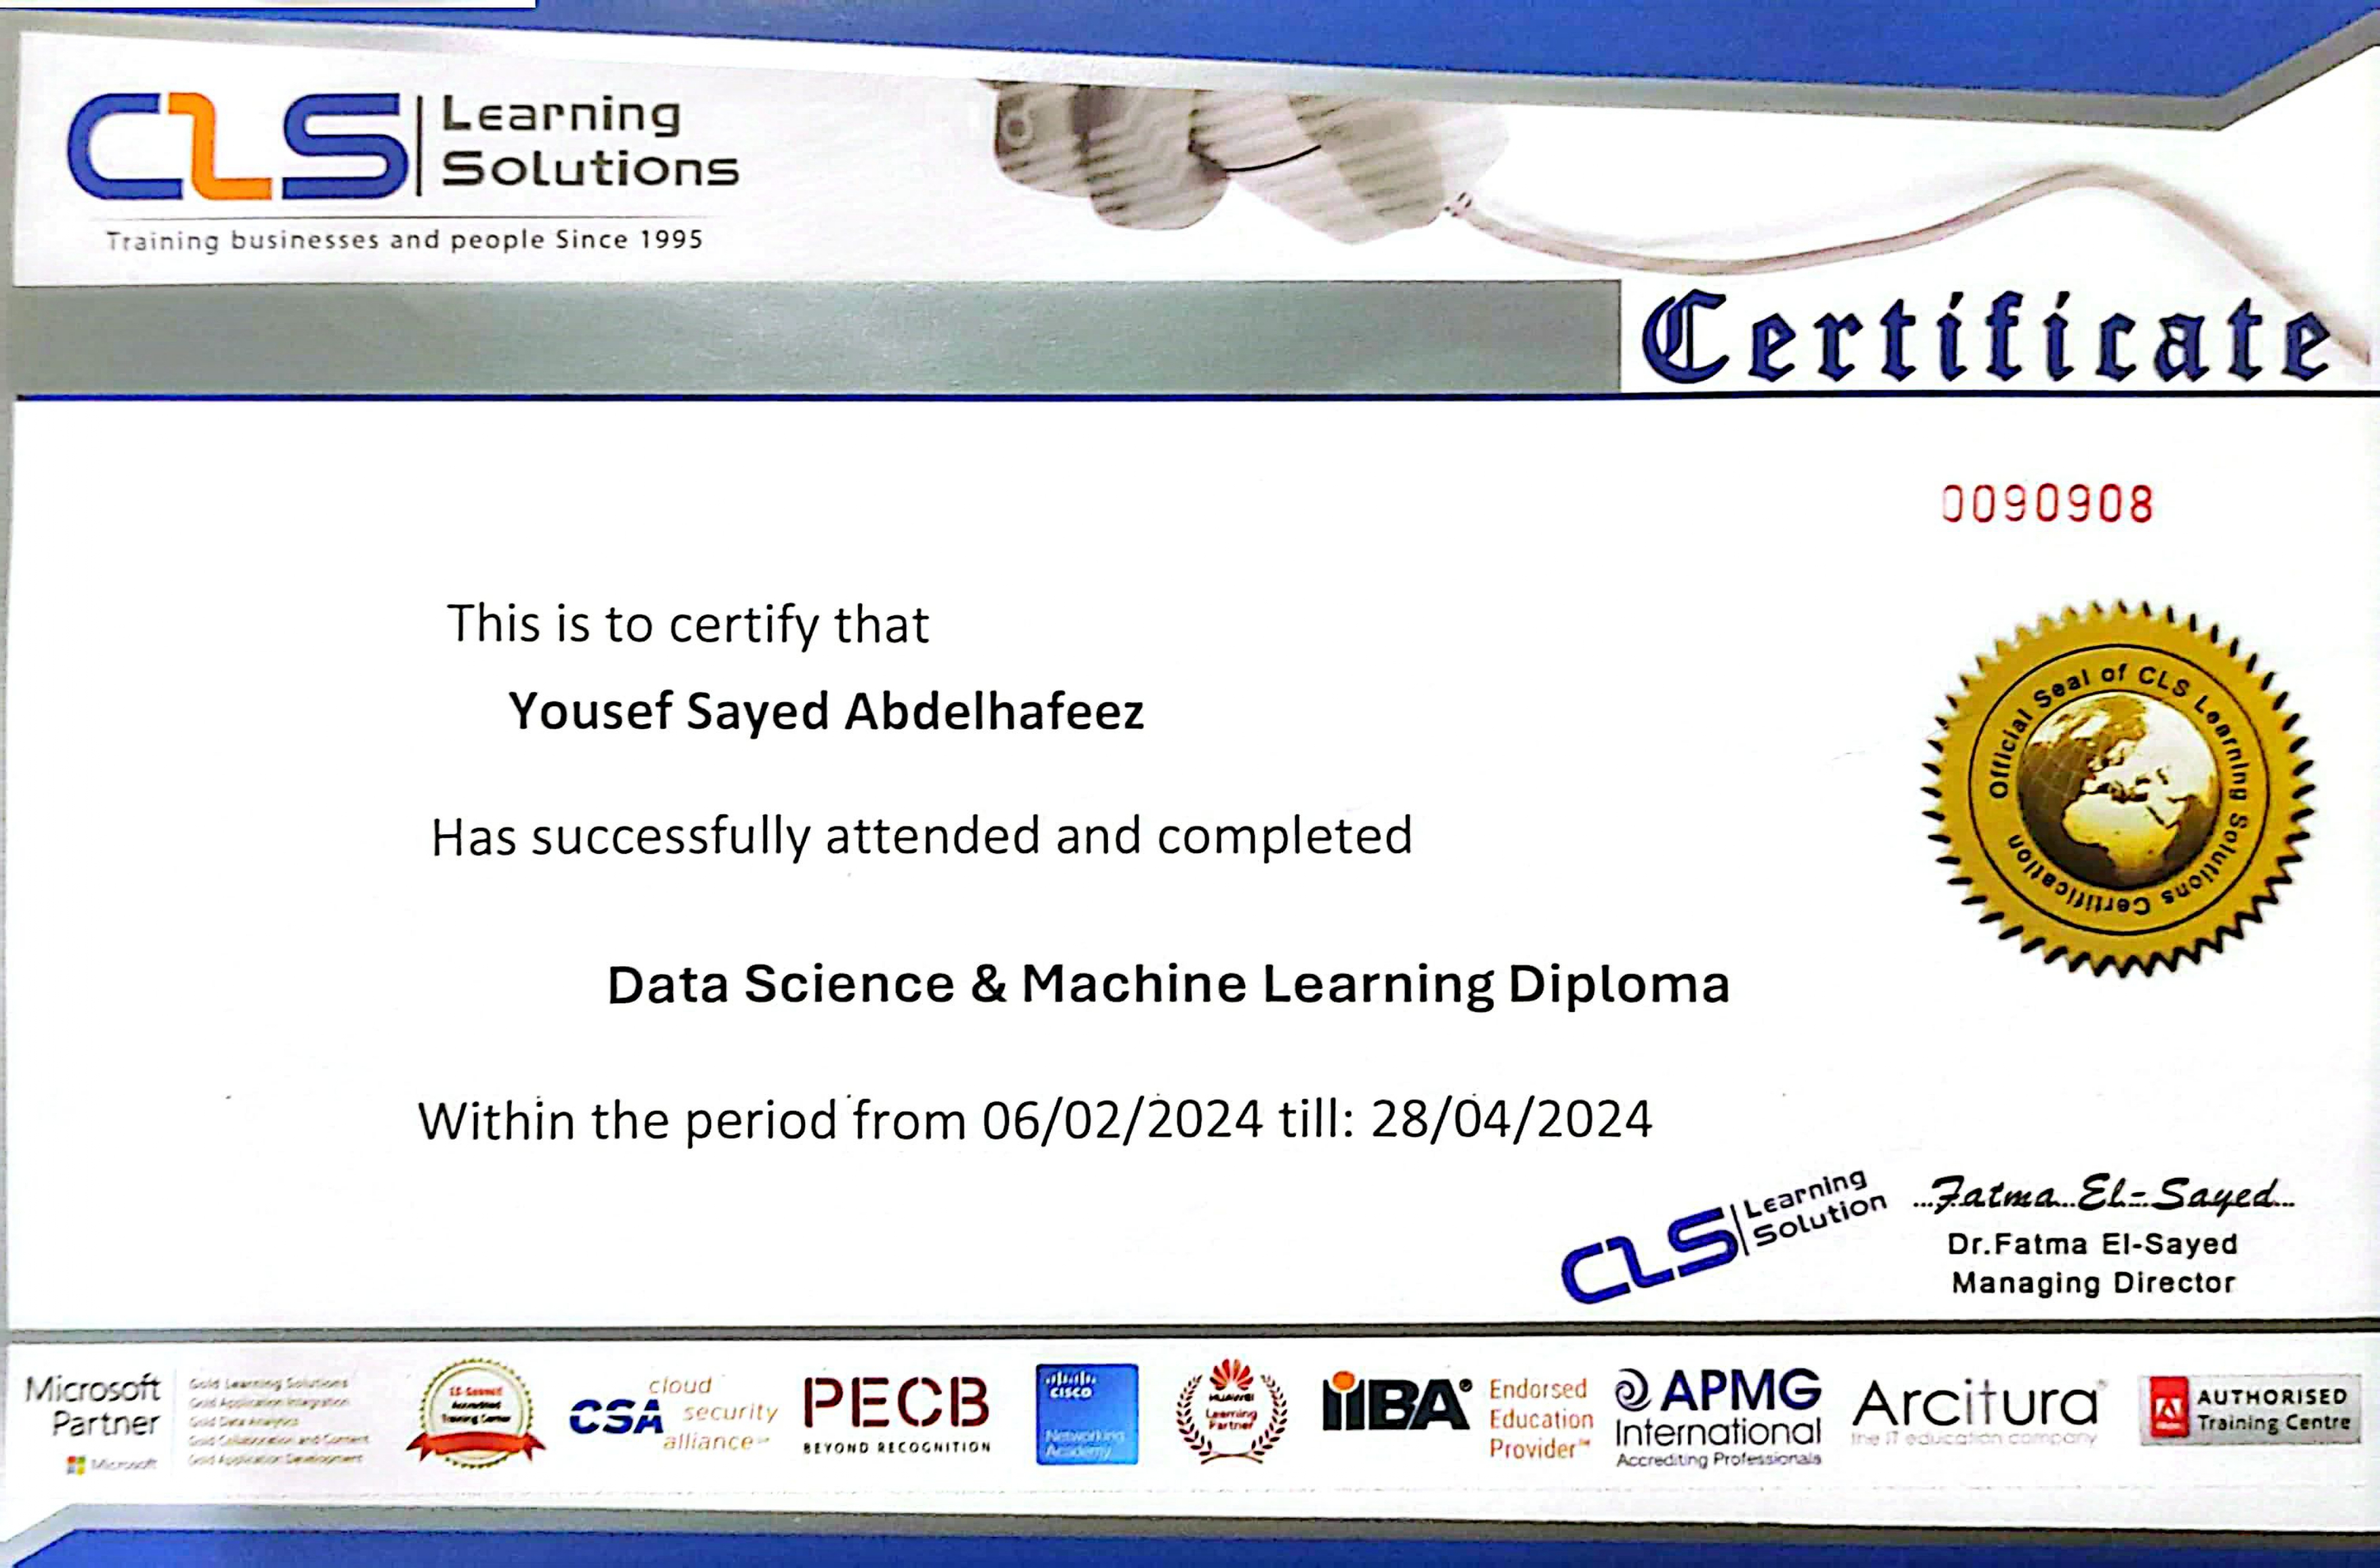 CLS Learning
Solutions
Training businesses and people Since 1995
Certificate
0090908
This is to certify that
Yousef Sayed Abdelhafeez
Official Seal of CLS Learning Solutions Certification
Has successfully attended and completed
Data Science & Machine Learning Diploma
Within the period from 06/02/2024 till: 28/04/2024
CLS Learning
Solution
...Fatma...El-Sayed...
Dr.Fatma El-Sayed
Managing Director
Microsoft
Partner
Microsoft
Gold Learning Solutions
Gold Application Integration
Gold Data Analytics
Gold Collaboration and Content
Gold Application Development
EC-Council
Accredited
Training Center
CSA cloud
security
alliance
PECB
BEYOND RECOGNITION
CISCO
Networking
Academy
HUAWEI
Learning
Partner
IIBA®
Endorsed
Education
Provider™
APMG
International
Accrediting Professionals
Arcitura
the IT education company
AUTHORISED
Training Centre